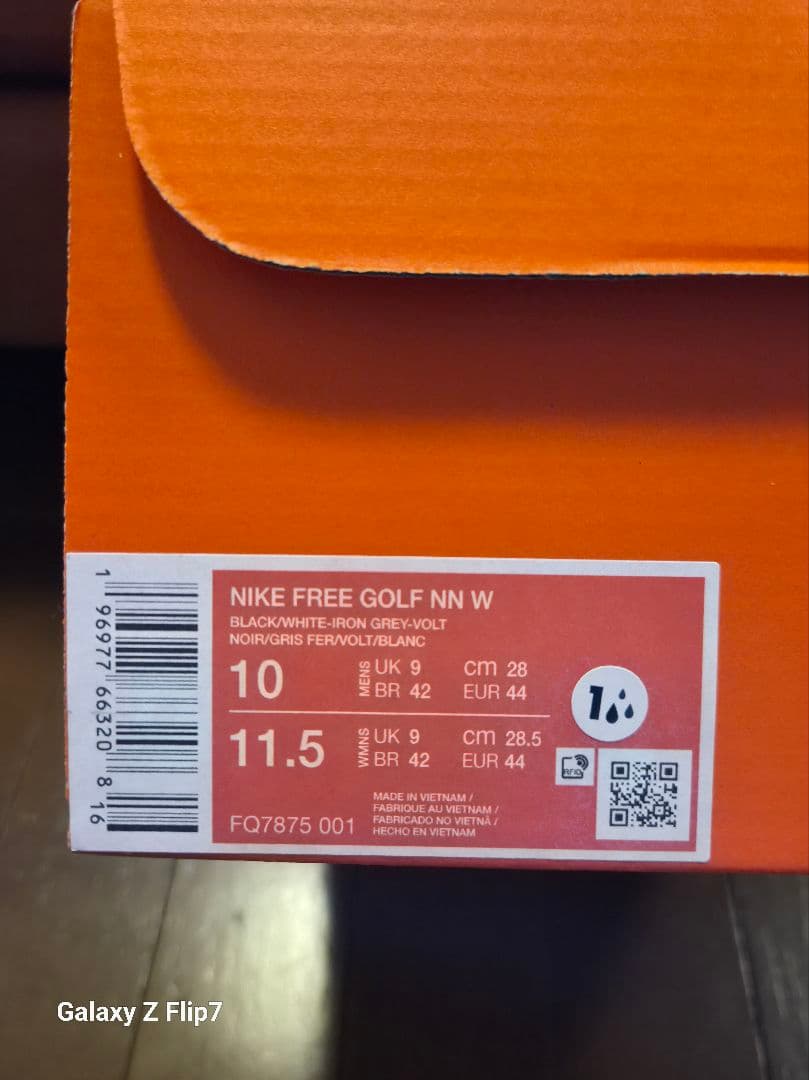 NIKE FREE GOLF NN W
BLACK/WHITE-IRON GREY-VOLT
NOIR/GRIS FER/VOLT/BLANC
10 MENS UK 9 cm 28
BR 42 EUR 44
11.5 WMNS UK 9 cm 28.5
BR 42 EUR 44
1
RFID
MADE IN VIETNAM /
FABRIQUE AU VIETNAM /
FABRICADO NO VIETNÃ /
HECHO EN VIETNAM
FQ7875 001
1 96977 66320 8 16
Galaxy Z Flip7